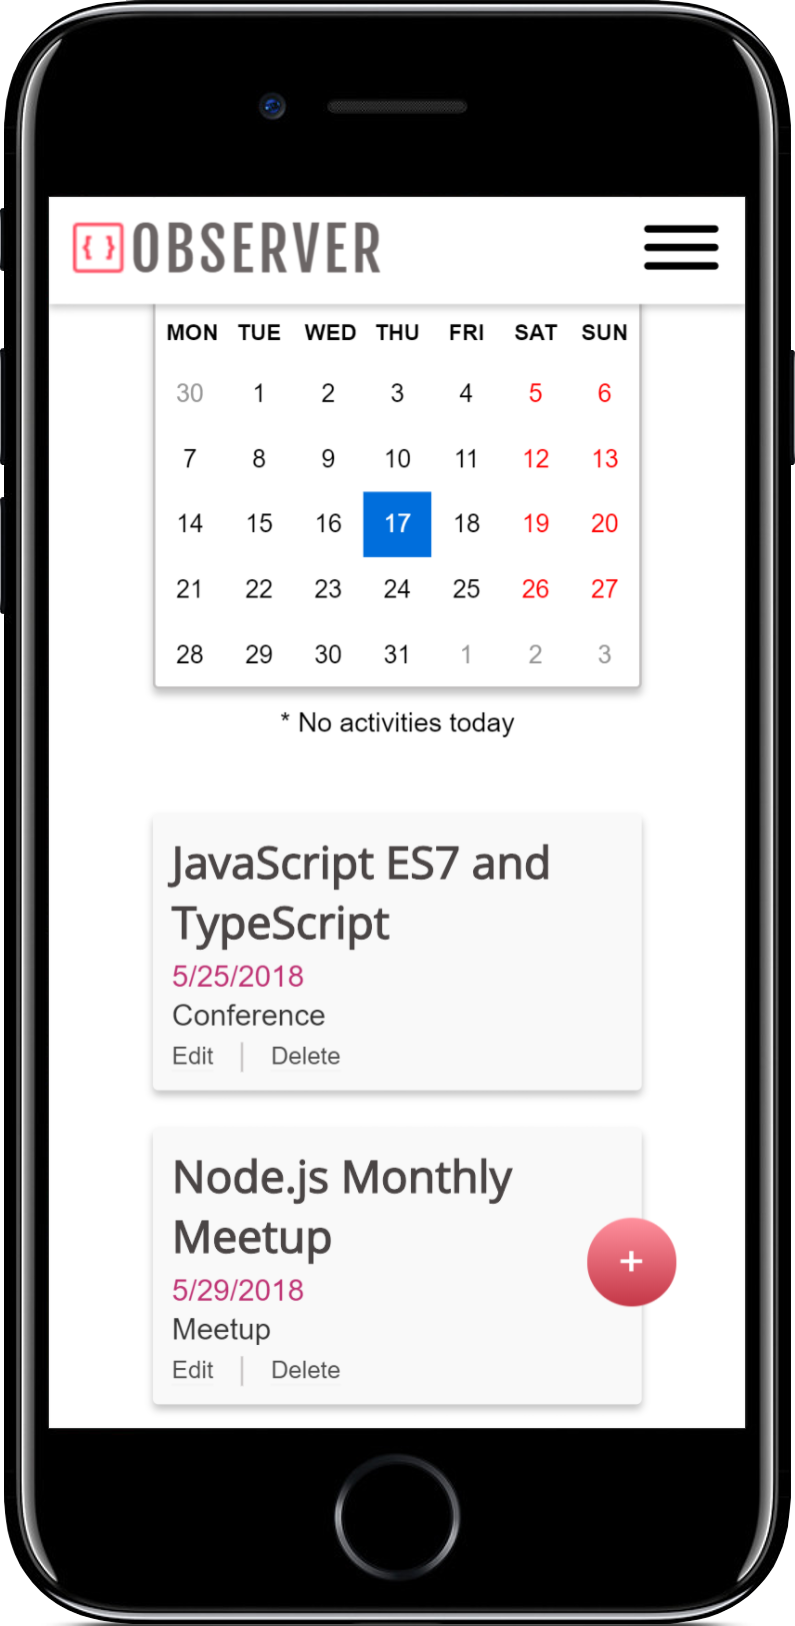 { } OBSERVER
MON TUE WED THU FRI SAT SUN
30 1 2 3 4 5 6
7 8 9 10 11 12 13
14 15 16 17 18 19 20
21 22 23 24 25 26 27
28 29 30 31 1 2 3
* No activities today
JavaScript ES7 and
TypeScript
5/25/2018
Conference
Edit | Delete
Node.js Monthly
Meetup
+
5/29/2018
Meetup
Edit | Delete